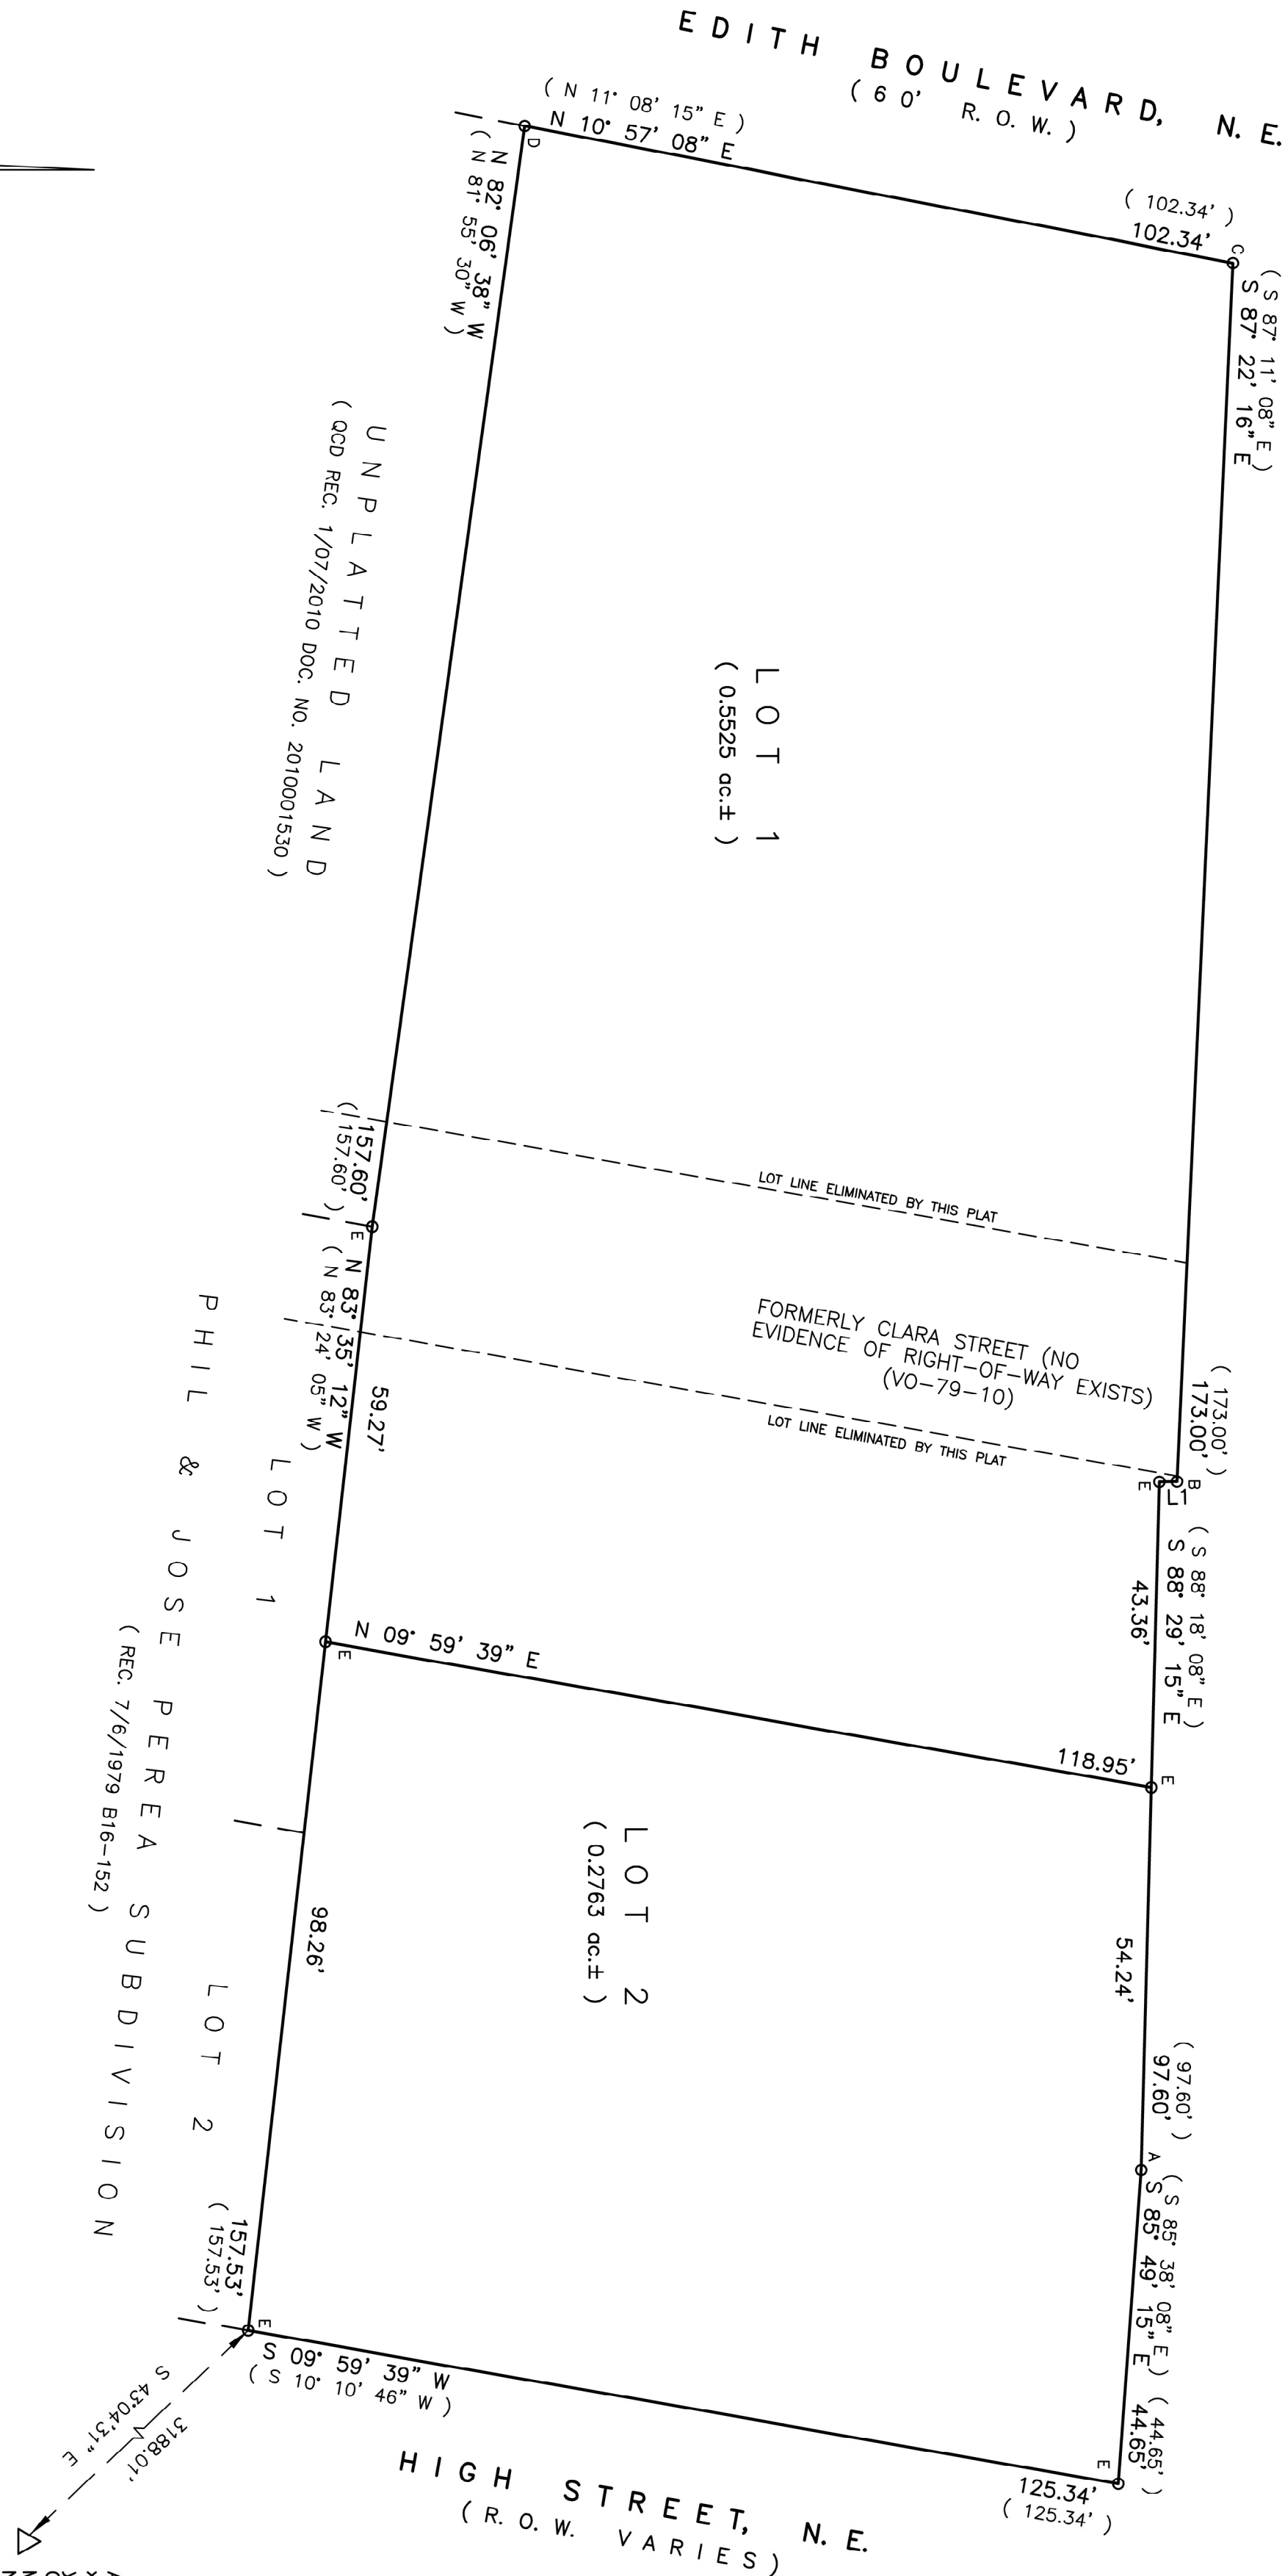 EDITH BOULEVARD, N.E.
( 60' R.O.W. )
( N 11° 08' 15" E )
N 10° 57' 08" E
( 102.34' )
102.34'
D
C
N 82° 06' 38" W
( N 81° 55' 30" W )
( S 87° 11' 08" E )
S 87° 22' 16" E
UNPLATTED LAND
( QCD REC. 1/07/2010 DOC. NO. 2010001530 )
LOT 1
( 0.5525 ac.± )
157.60'
( 157.60' )
LOT LINE ELIMINATED BY THIS PLAT
E
N 83° 35' 12" W
( N 83° 24' 05" W )
59.27'
FORMERLY CLARA STREET (NO
EVIDENCE OF RIGHT-OF-WAY EXISTS)
(VO-79-10)
LOT LINE ELIMINATED BY THIS PLAT
( 173.00' )
173.00'
B
E
L1
( S 88° 18' 08" E )
S 88° 29' 15" E
43.36'
LOT 1
PHIL & JOSE PEREA SUBDIVISION
( REC. 7/6/1979 B16-152 )
E
N 09° 59' 39" E
118.95'
E
LOT 2
( 0.2763 ac.± )
98.26'
54.24'
( 97.60' )
97.60'
A
LOT 2
( S 85° 38' 08" E )
S 85° 49' 15" E
( 44.65' )
44.65'
157.53'
( 157.53' )
E
S 09° 59' 39" W
( S 10° 10' 46" W )
E
125.34'
( 125.34' )
S 43°04'31" E
3188.01'
HIGH STREET, N.E.
( R.O.W. VARIES )